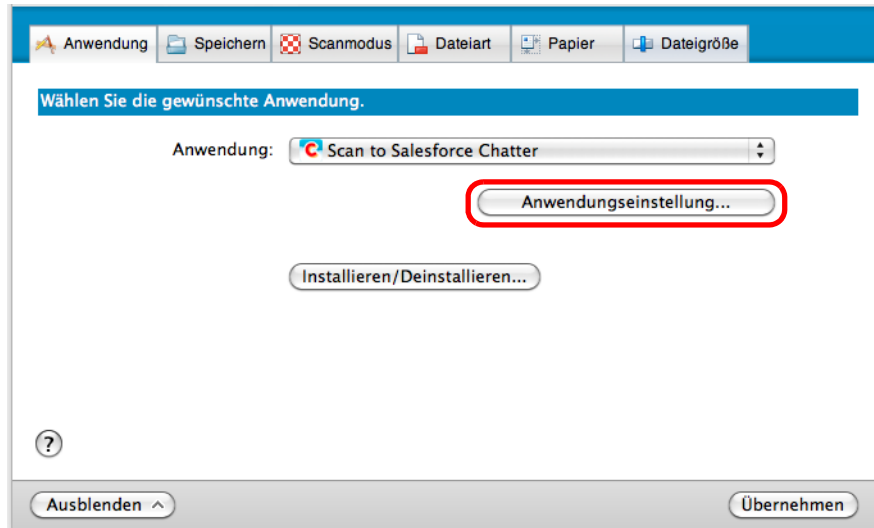 Anwendung Speichern Scanmodus Dateiart Papier Dateigröße
Wählen Sie die gewünschte Anwendung.
Anwendung: Scan to Salesforce Chatter
Anwendungseinstellung...
Installieren/Deinstallieren...
?
Ausblenden Übernehmen